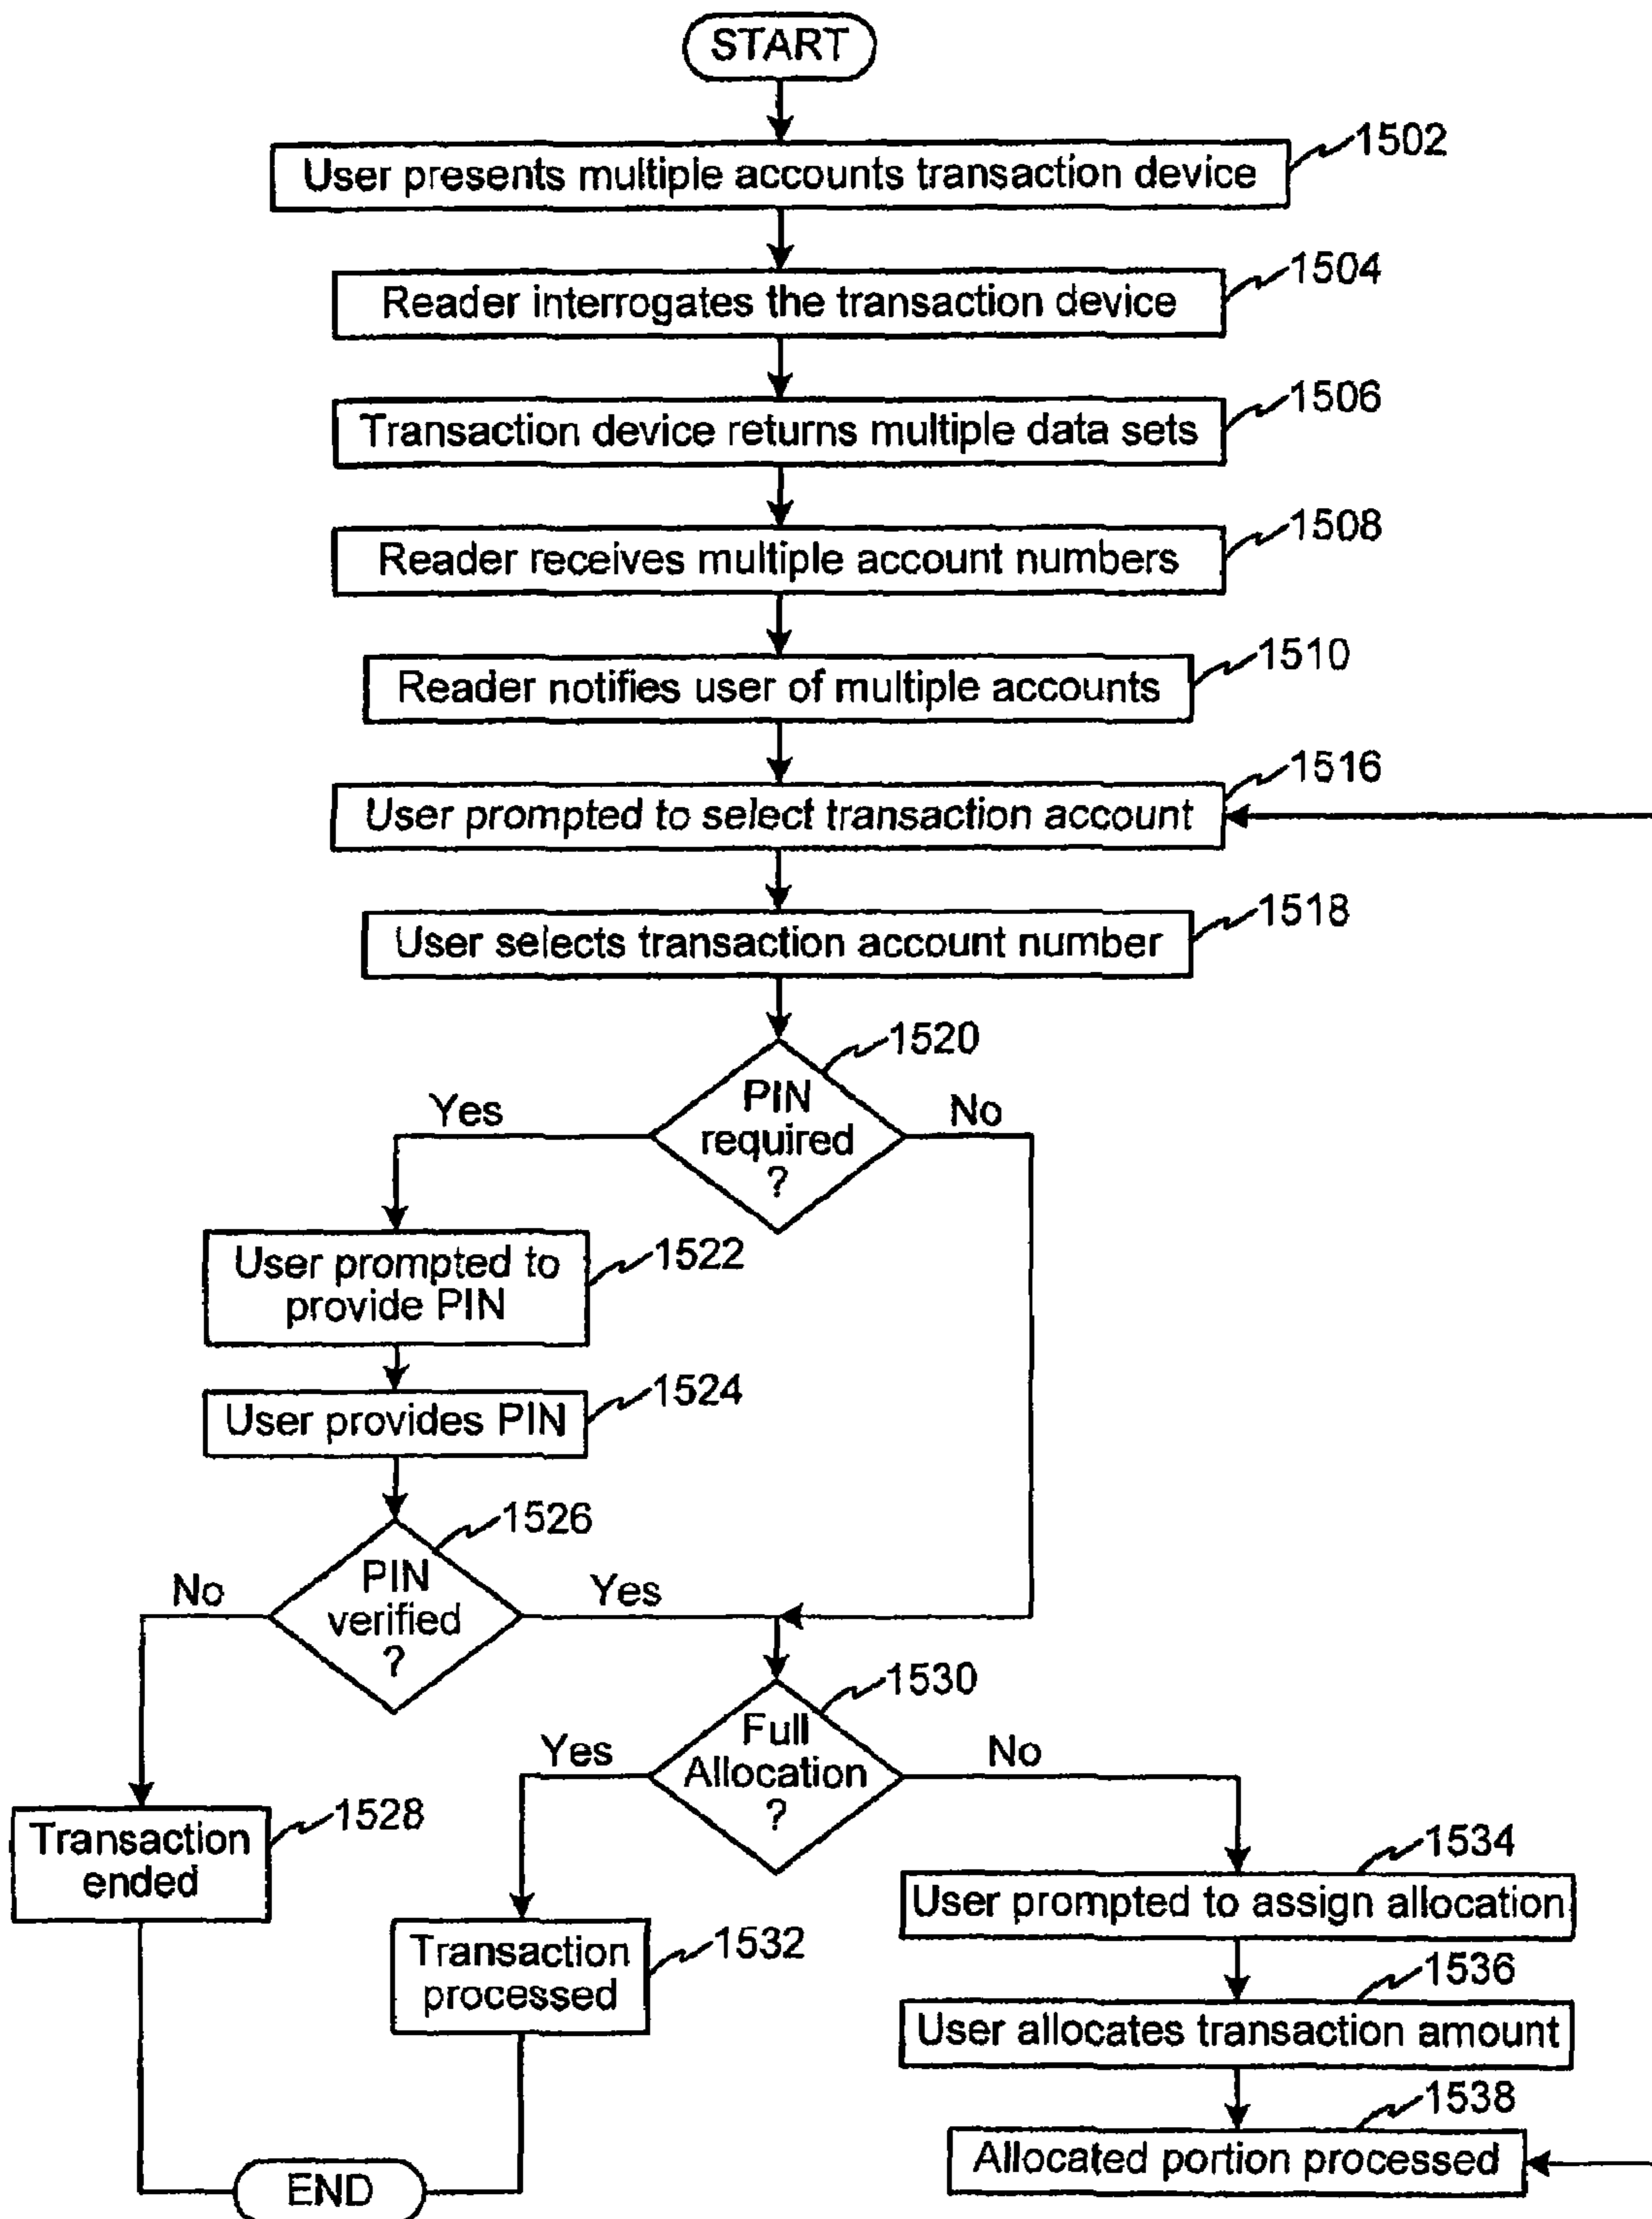 START
1502
User presents multiple accounts transaction device
1504
Reader interrogates the transaction device
1506
Transaction device returns multiple data sets
1508
Reader receives multiple account numbers
1510
Reader notifies user of multiple accounts
1516
User prompted to select transaction account
1518
User selects transaction account number
1520
PIN
required
?
Yes
No
1522
User prompted to
provide PIN
1524
User provides PIN
1526
PIN
verified
?
No
Yes
1530
Full
Allocation
?
Yes
No
1528
Transaction
ended
1532
Transaction
processed
1534
User prompted to assign allocation
1536
User allocates transaction amount
1538
Allocated portion processed
END